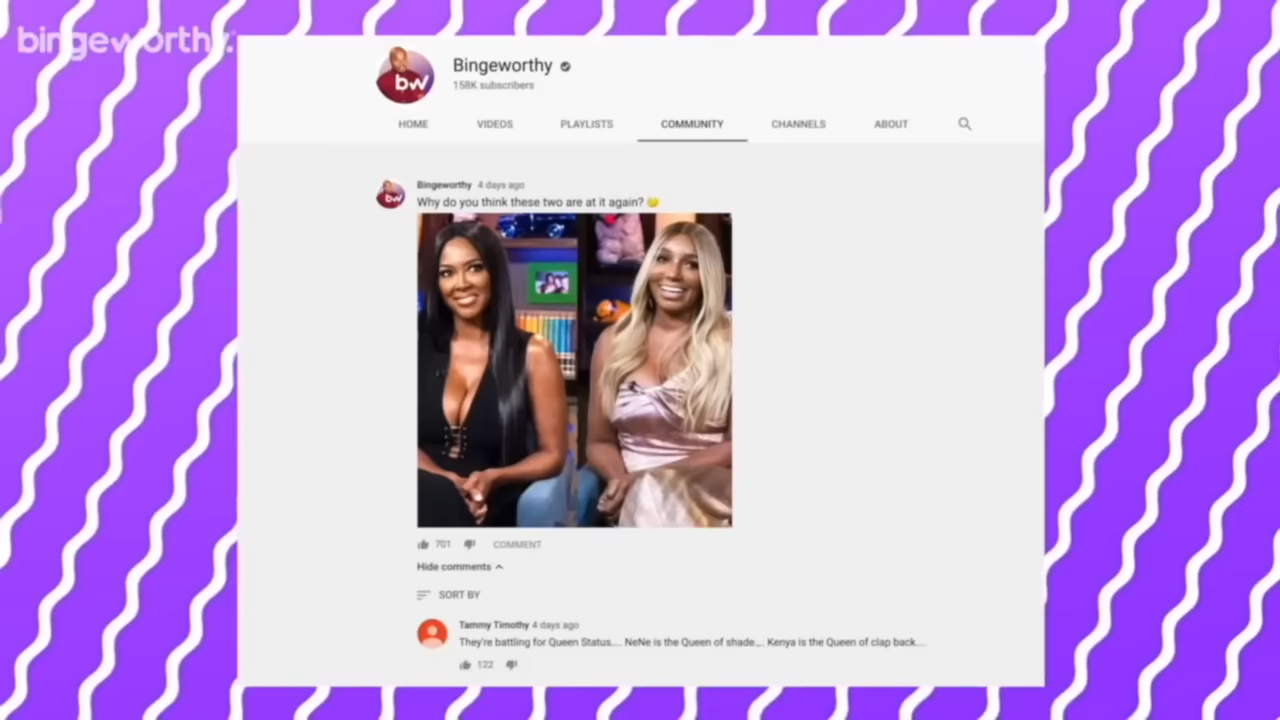 bingeworthy.
bw
Bingeworthy
158K subscribers
HOME VIDEOS PLAYLISTS COMMUNITY CHANNELS ABOUT
bw
Bingeworthy 4 days ago
Why do you think these two are at it again?
701 COMMENT
Hide comments
SORT BY
Tammy Timothy 4 days ago
They're battling for Queen Status.... NeNe is the Queen of shade... Kenya is the Queen of clap back....
122